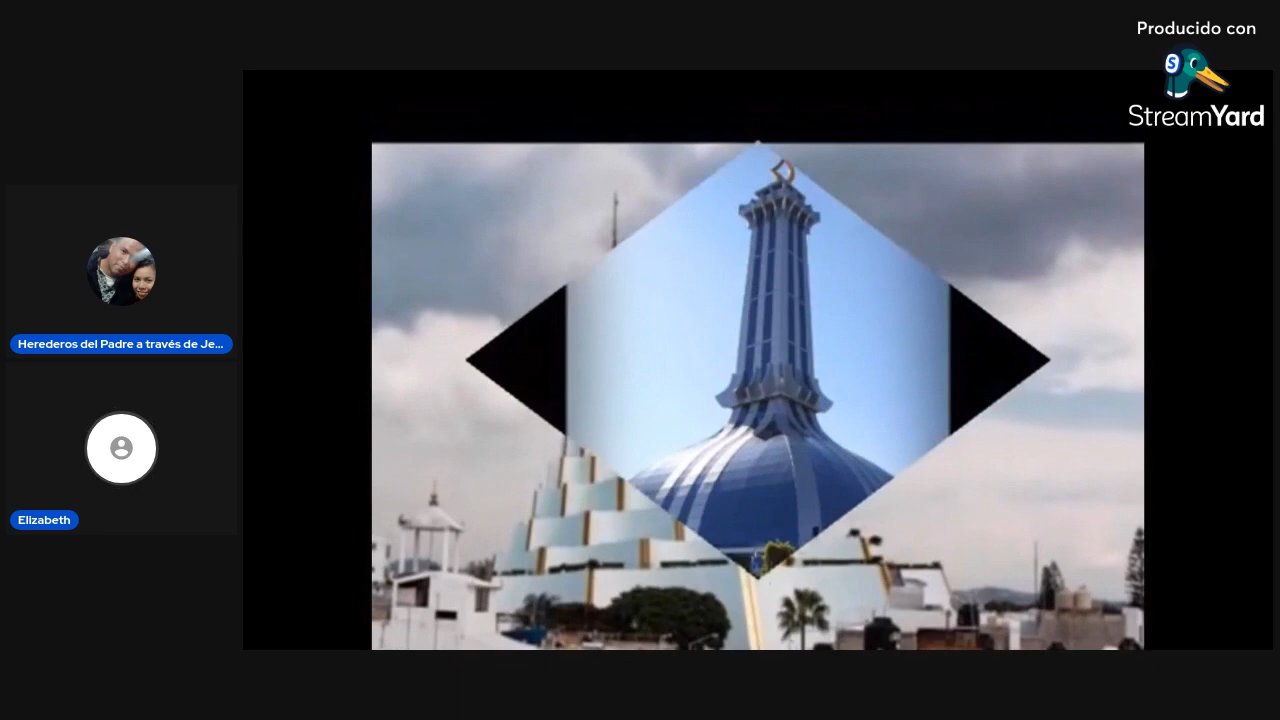 Producido con
StreamYard
Herederos del Padre a través de Je...
Elizabeth